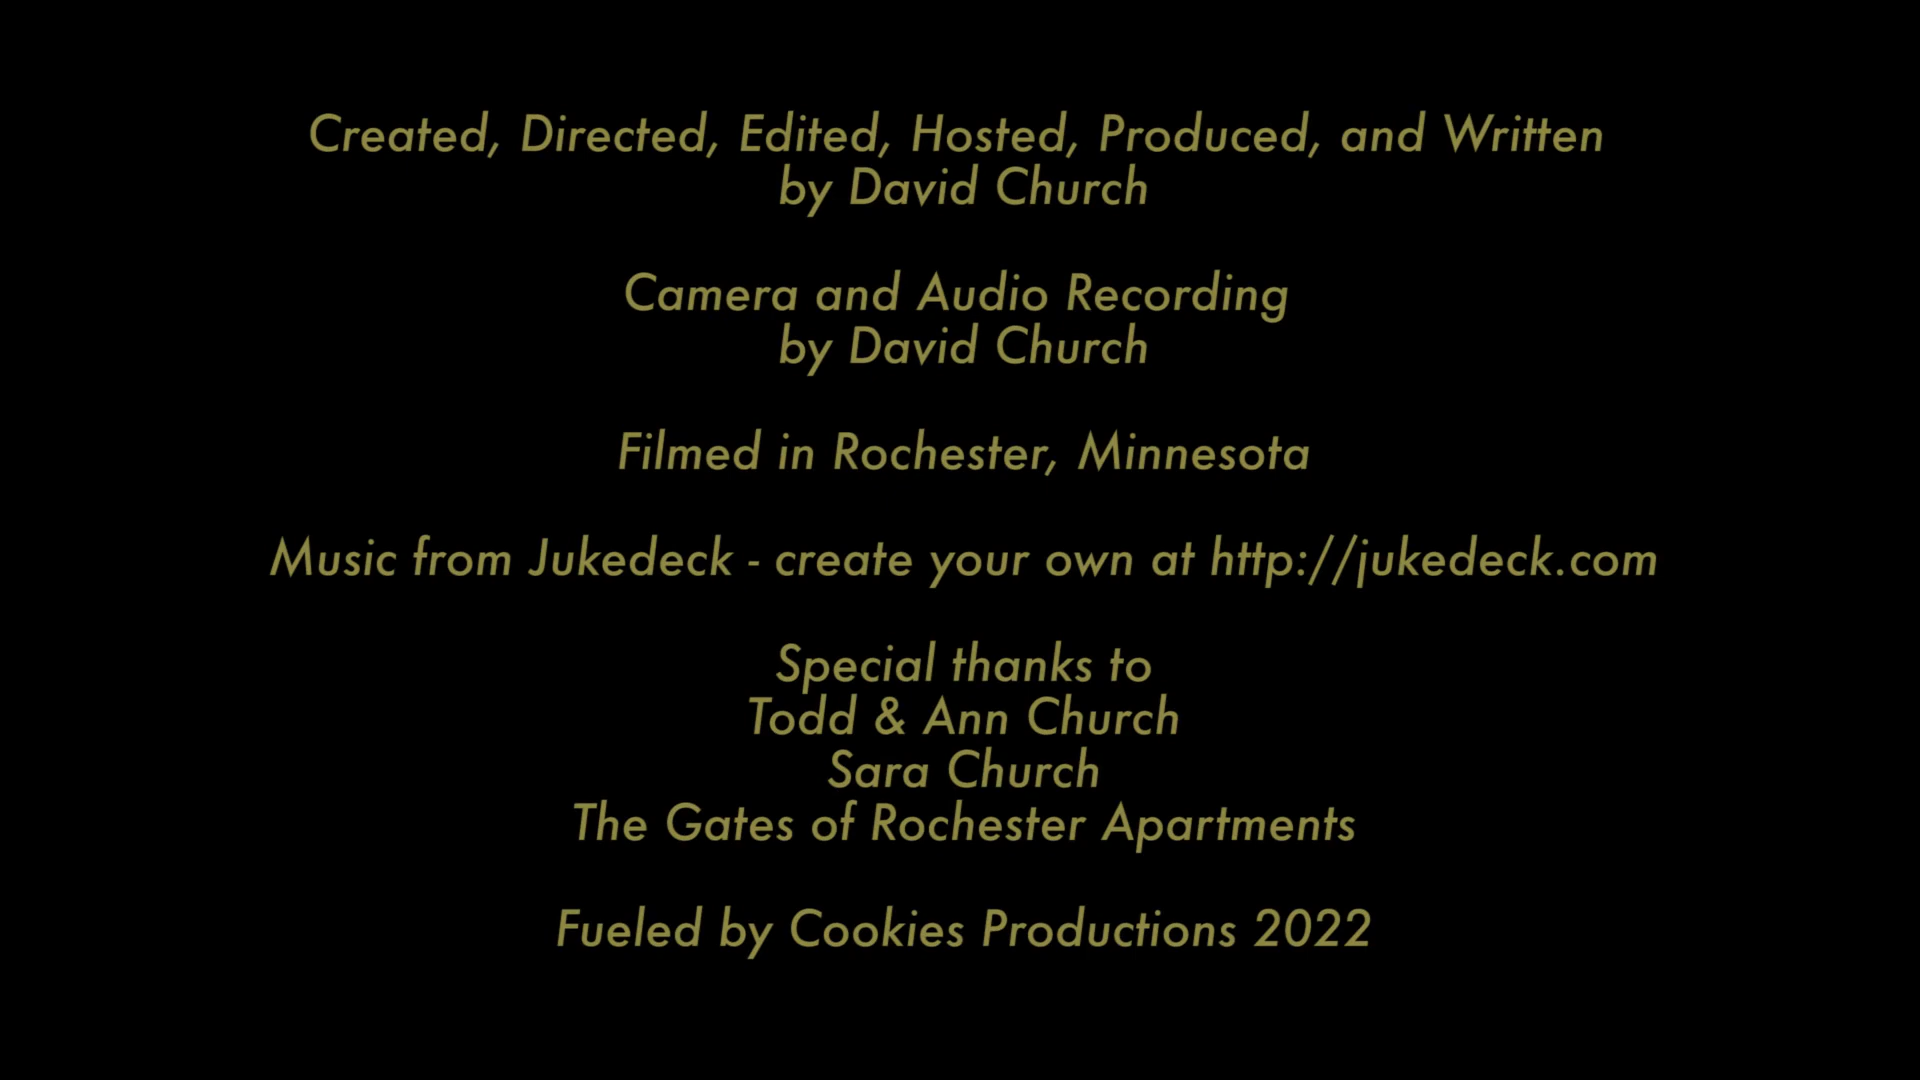 Created, Directed, Edited, Hosted, Produced, and Written
by David Church
Camera and Audio Recording
by David Church
Filmed in Rochester, Minnesota
Music from Jukedeck - create your own at http://jukedeck.com
Special thanks to
Todd & Ann Church
Sara Church
The Gates of Rochester Apartments
Fueled by Cookies Productions 2022